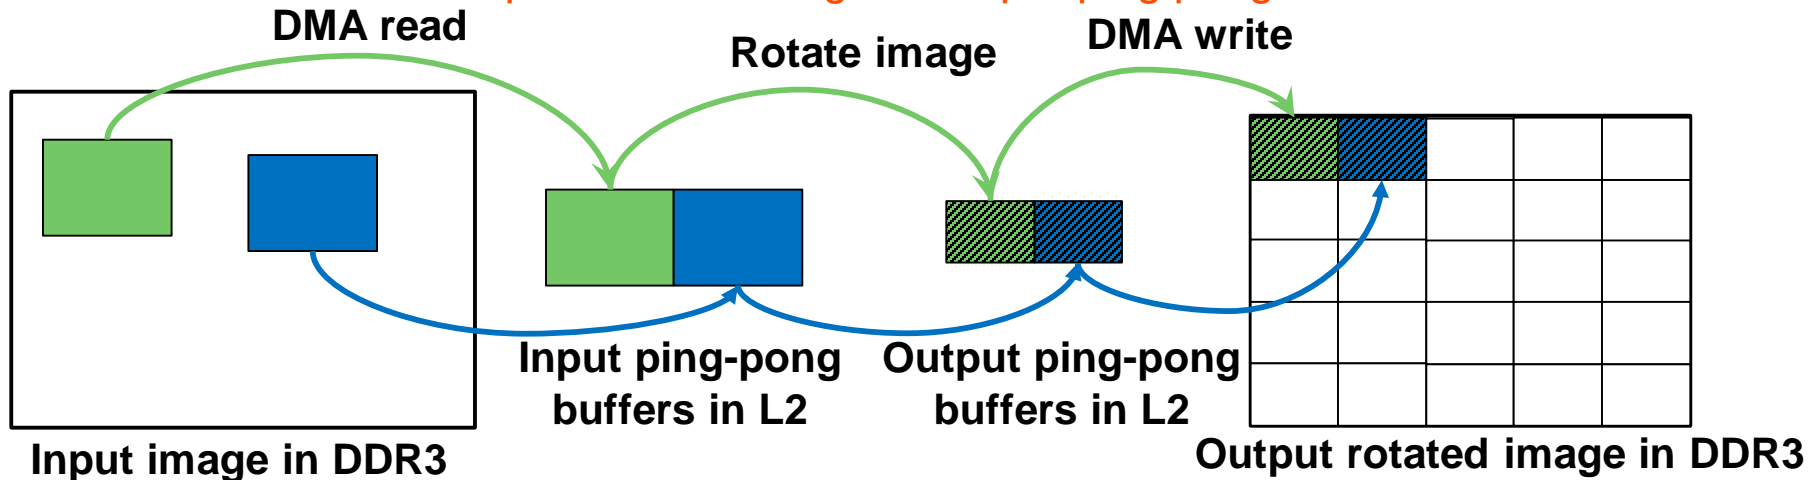 DMA read
Rotate image
DMA write
Input ping-pong
buffers in L2
Output ping-pong
buffers in L2
Input image in DDR3
Output rotated image in DDR3